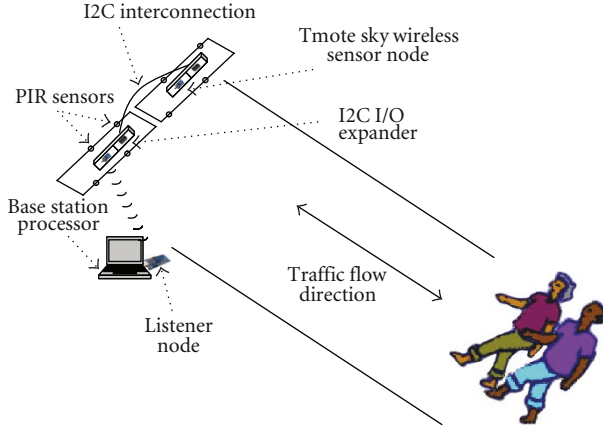 I2C interconnection
Tmote sky wireless
sensor node
PIR sensors
I2C I/O
expander
Base station
processor
Traffic flow
direction
Listener
node